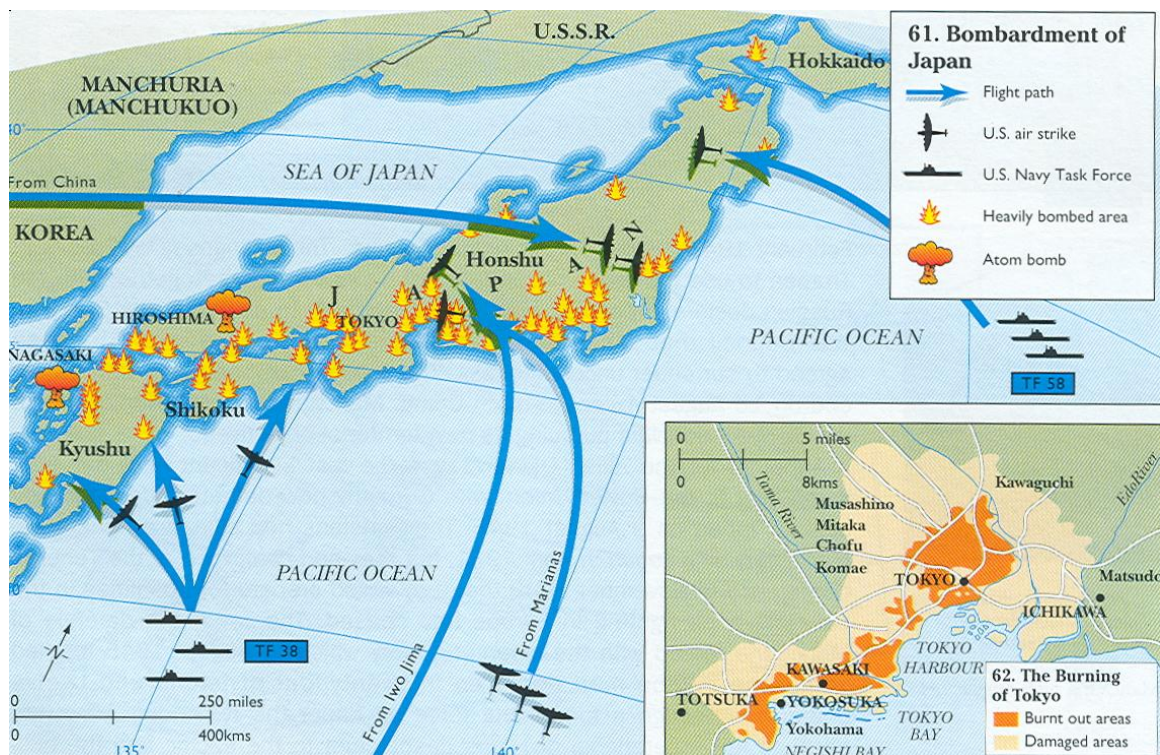 U.S.S.R.
MANCHURIA
(MANCHUKUO)
Hokkaido
40°
SEA OF JAPAN
From China
KOREA
Honshu
J A P A N
HIROSHIMA
TOKYO
NAGASAKI
Shikoku
Kyushu
PACIFIC OCEAN
TF 58
PACIFIC OCEAN
From Iwo Jima
From Marianas
N
TF 38
0 250 miles
0 400kms
135°
140°
61. Bombardment of
Japan
Flight path
U.S. air strike
U.S. Navy Task Force
Heavily bombed area
Atom bomb
0 5 miles
0 8kms
Tama River
Musashino
Mitaka
Chofu
Komae
Kawaguchi
Edo River
TOKYO
Matsudo
ICHIKAWA
TOKYO
HARBOUR
KAWASAKI
TOTSUKA
YOKOSUKA
Yokohama
TOKYO
BAY
NEGISHI BAY
62. The Burning
of Tokyo
Burnt out areas
Damaged areas